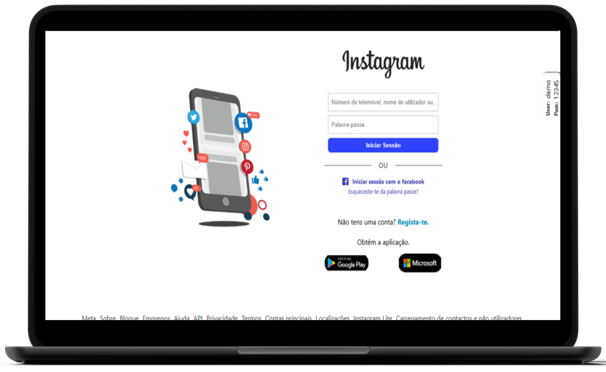 Instagram
User: demo
Pass: 12345
Número de telemóvel, nome de utilizador ou...
Palavra-passe
Iniciar Sessão
OU
Iniciar sessão com o facebook
Esqueceste-te da palavra passe?
Não tens uma conta? Regista-te.
Obtém a aplicação.
GET IT ON
Google Play
Microsoft
Meta Sobre Blogue Empregos Ajuda API Privacidade Termos Contas principais Localizações Instagram Lite Carregamento de contactos e não utilizadores